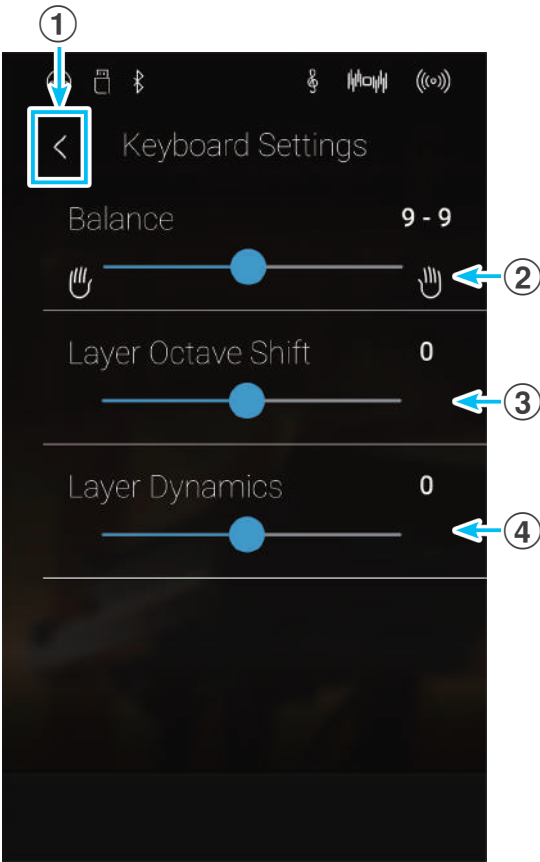 ①
Keyboard Settings
Balance 9 - 9
②
Layer Octave Shift 0
③
Layer Dynamics 0
④